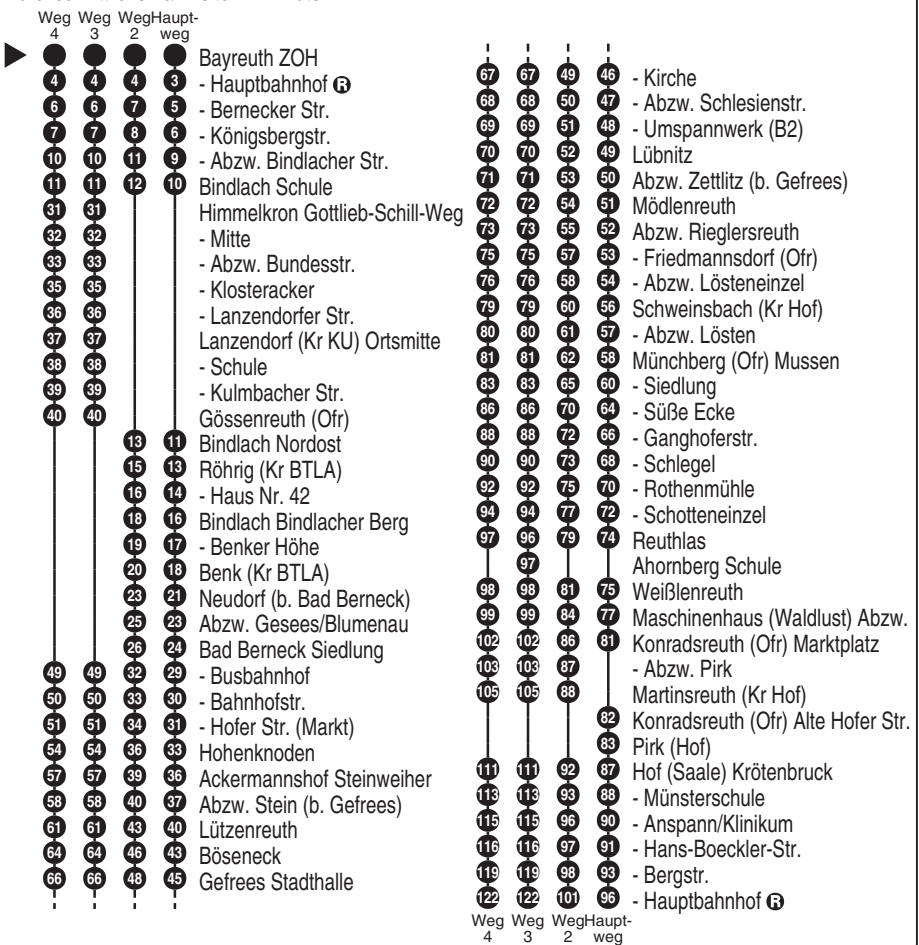 Weg Weg WegHaupt-
4 3 2 weg
Bayreuth ZOH
4 4 4 3 - Hauptbahnhof R
6 6 7 5 - Bernecker Str.
7 7 8 6 - Königsbergstr.
10 10 11 9 - Abzw. Bindlacher Str.
11 11 12 10 Bindlach Schule
31 31 Himmelkron Gottlieb-Schill-Weg
32 32 - Mitte
33 33 - Abzw. Bundesstr.
35 35 - Klosteracker
36 36 - Lanzendorfer Str.
37 37 Lanzendorf (Kr KU) Ortsmitte
38 38 - Schule
39 39 - Kulmbacher Str.
40 40 Gössenreuth (Ofr)
13 11 Bindlach Nordost
15 13 Röhrig (Kr BTLA)
16 14 - Haus Nr. 42
18 16 Bindlach Bindlacher Berg
19 17 - Benker Höhe
20 18 Benk (Kr BTLA)
23 21 Neudorf (b. Bad Berneck)
25 23 Abzw. Gesees/Blumenau
26 24 Bad Berneck Siedlung
49 49 32 29 - Busbahnhof
50 50 33 30 - Bahnhofstr.
51 51 34 31 - Hofer Str. (Markt)
54 54 36 33 Hohenknoden
57 57 39 36 Ackermannshof Steinweiher
58 58 40 37 Abzw. Stein (b. Gefrees)
61 61 43 40 Lützenreuth
64 64 46 43 Böseneck
66 66 48 45 Gefrees Stadthalle
67 67 49 46 - Kirche
68 68 50 47 - Abzw. Schlesienstr.
69 69 51 48 - Umspannwerk (B2)
70 70 52 49 Lübnitz
71 71 53 50 Abzw. Zettlitz (b. Gefrees)
72 72 54 51 Mödlenreuth
73 73 55 52 Abzw. Rieglersreuth
75 75 57 53 - Friedmannsdorf (Ofr)
76 76 58 54 - Abzw. Lösteneinzel
79 79 60 56 Schweinsbach (Kr Hof)
80 80 61 57 - Abzw. Lösten
81 81 62 58 Münchberg (Ofr) Mussen
83 83 65 60 - Siedlung
86 86 70 64 - Süße Ecke
88 88 72 66 - Ganghoferstr.
90 90 73 68 - Schlegel
92 92 75 70 - Rothenmühle
94 94 77 72 - Schotteneinzel
97 96 79 74 Reuthlas
97 Ahornberg Schule
98 98 81 75 Weißlenreuth
99 99 84 77 Maschinenhaus (Waldlust) Abzw.
102 102 86 81 Konradsreuth (Ofr) Marktplatz
103 103 87 - Abzw. Pirk
105 105 88 Martinsreuth (Kr Hof)
82 Konradsreuth (Ofr) Alte Hofer Str.
83 Pirk (Hof)
111 111 92 87 Hof (Saale) Krötenbruck
113 113 93 88 - Münsterschule
115 115 96 90 - Anspann/Klinikum
116 116 97 91 - Hans-Boeckler-Str.
119 119 98 93 - Bergstr.
122 122 101 96 - Hauptbahnhof R
Weg Weg WegHaupt-
4 3 2 weg